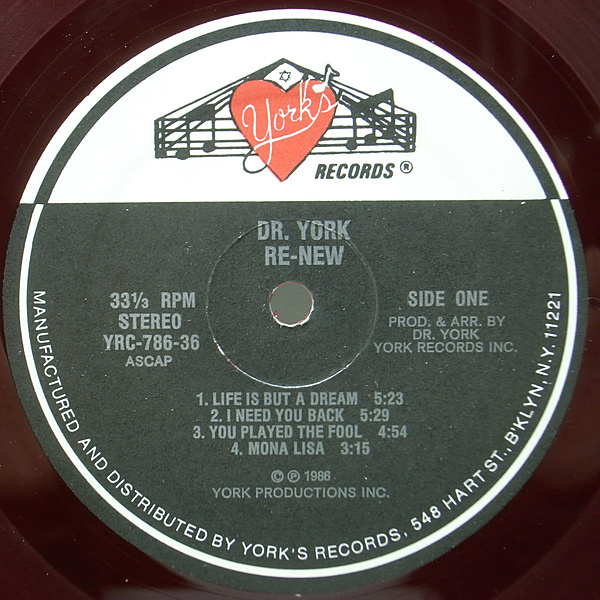 York's
RECORDS ®
DR. YORK
RE-NEW
33⅓ RPM
STEREO
YRC-786-36
ASCAP
SIDE ONE
PROD. & ARR. BY
DR. YORK
YORK RECORDS INC.
1. LIFE IS BUT A DREAM 5:23
2. I NEED YOU BACK 5:29
3. YOU PLAYED THE FOOL 4:54
4. MONA LISA 3:15
© ℗ 1986
YORK PRODUCTIONS INC.
MANUFACTURED AND DISTRIBUTED BY YORK'S RECORDS, 548 HART ST., B'KLYN, N.Y. 11221